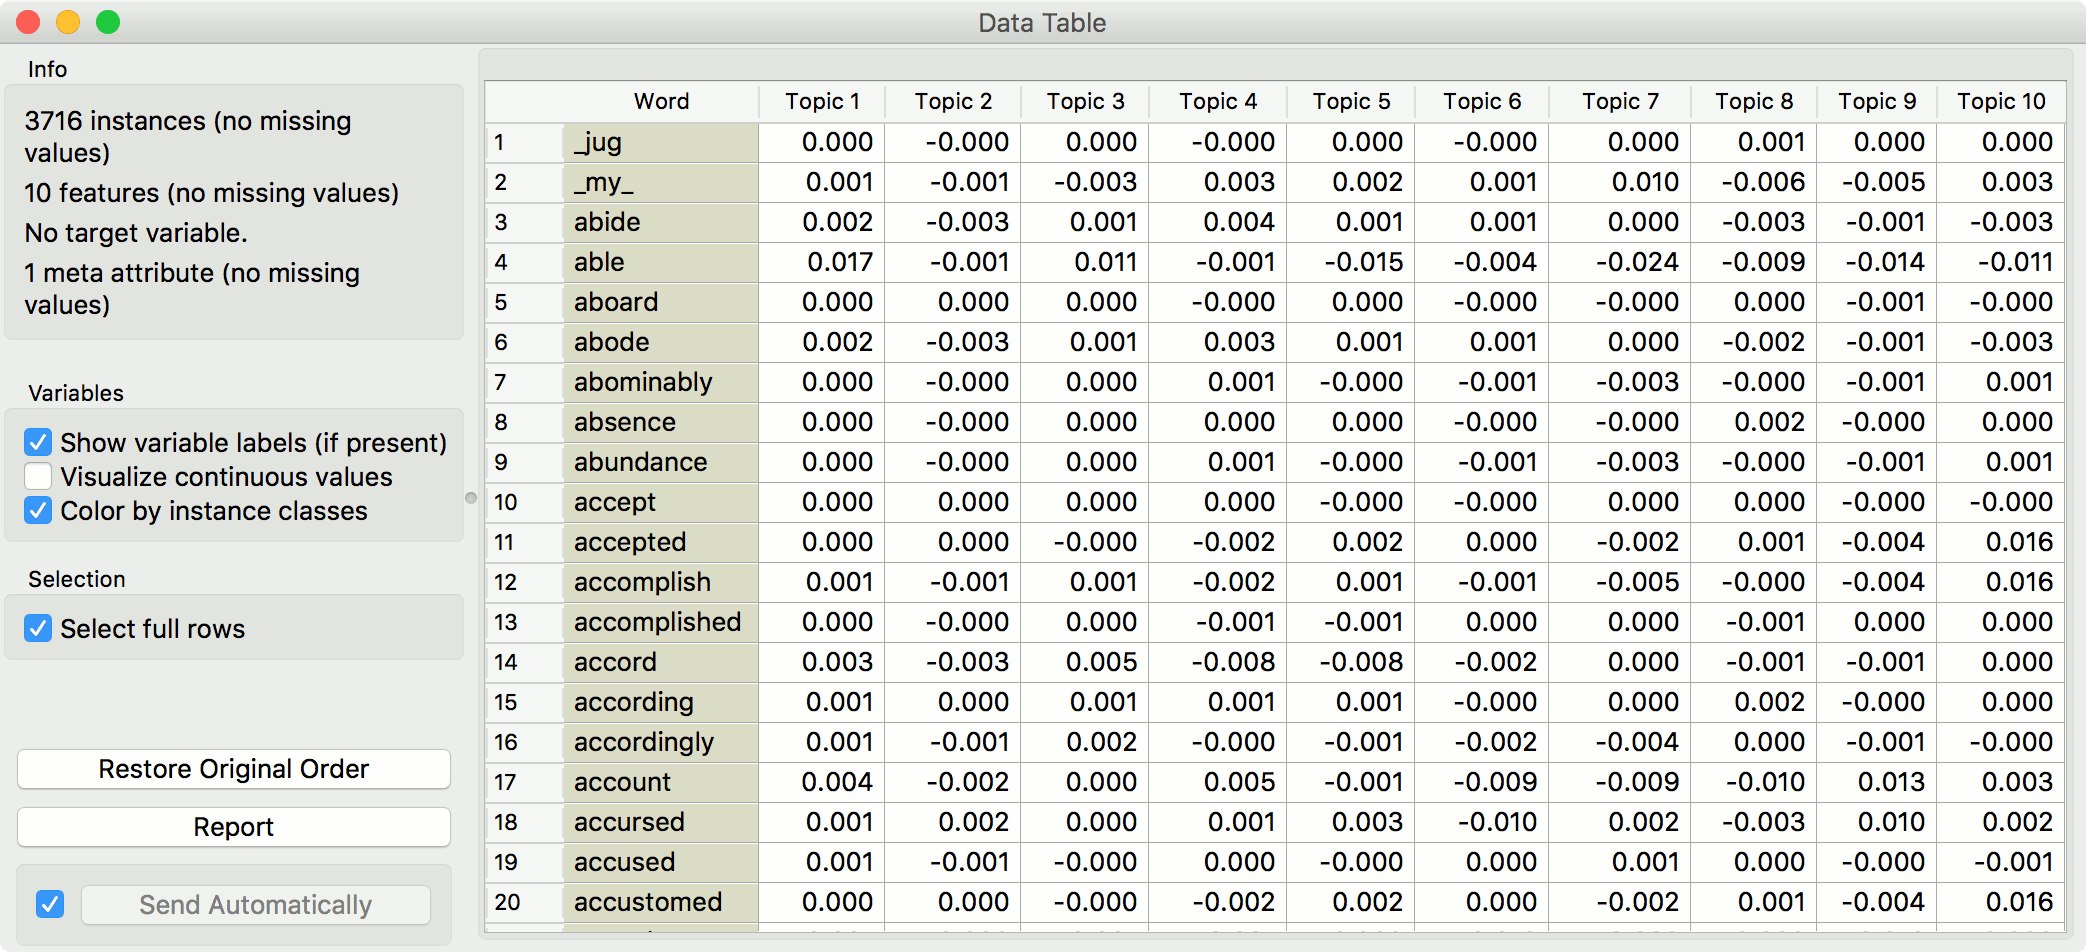 Data Table
Info
3716 instances (no missing
values)
10 features (no missing values)
No target variable.
1 meta attribute (no missing
values)
Variables
Show variable labels (if present)
Visualize continuous values
Color by instance classes
Selection
Select full rows
Restore Original Order
Report
Send Automatically
Word Topic 1 Topic 2 Topic 3 Topic 4 Topic 5 Topic 6 Topic 7 Topic 8 Topic 9 Topic 10
1 _jug 0.000 -0.000 0.000 -0.000 0.000 -0.000 0.000 0.001 0.000 0.000
2 _my_ 0.001 -0.001 -0.003 0.003 0.002 0.001 0.010 -0.006 -0.005 0.003
3 abide 0.002 -0.003 0.001 0.004 0.001 0.001 0.000 -0.003 -0.001 -0.003
4 able 0.017 -0.001 0.011 -0.001 -0.015 -0.004 -0.024 -0.009 -0.014 -0.011
5 aboard 0.000 0.000 0.000 -0.000 0.000 -0.000 -0.000 0.000 -0.001 -0.000
6 abode 0.002 -0.003 0.001 0.003 0.001 0.001 0.000 -0.002 -0.001 -0.003
7 abominably 0.000 -0.000 0.000 0.001 -0.000 -0.001 -0.003 -0.000 -0.001 0.001
8 absence 0.000 -0.000 0.000 0.000 0.000 -0.000 -0.000 0.002 -0.000 0.000
9 abundance 0.000 -0.000 0.000 0.001 -0.000 -0.001 -0.003 -0.000 -0.001 0.001
10 accept 0.000 0.000 0.000 0.000 -0.000 -0.000 0.000 0.000 -0.000 -0.000
11 accepted 0.000 0.000 -0.000 -0.002 0.002 0.000 -0.002 0.001 -0.004 0.016
12 accomplish 0.001 -0.001 0.001 -0.002 0.001 -0.001 -0.005 -0.000 -0.004 0.016
13 accomplished 0.000 -0.000 0.000 -0.001 -0.001 0.000 0.000 -0.001 0.000 0.000
14 accord 0.003 -0.003 0.005 -0.008 -0.008 -0.002 0.000 -0.001 -0.001 0.000
15 according 0.001 0.000 0.001 0.001 0.001 -0.000 0.000 0.002 -0.000 0.000
16 accordingly 0.001 -0.001 0.002 -0.000 -0.001 -0.002 -0.004 0.000 -0.001 -0.000
17 account 0.004 -0.002 0.000 0.005 -0.001 -0.009 -0.009 -0.010 0.013 0.003
18 accursed 0.001 0.002 0.000 0.001 0.003 -0.010 0.002 -0.003 0.010 0.002
19 accused 0.001 -0.001 -0.000 0.000 -0.000 0.000 0.001 0.000 -0.000 -0.001
20 accustomed 0.000 0.000 -0.000 -0.002 0.002 0.000 -0.002 0.001 -0.004 0.016